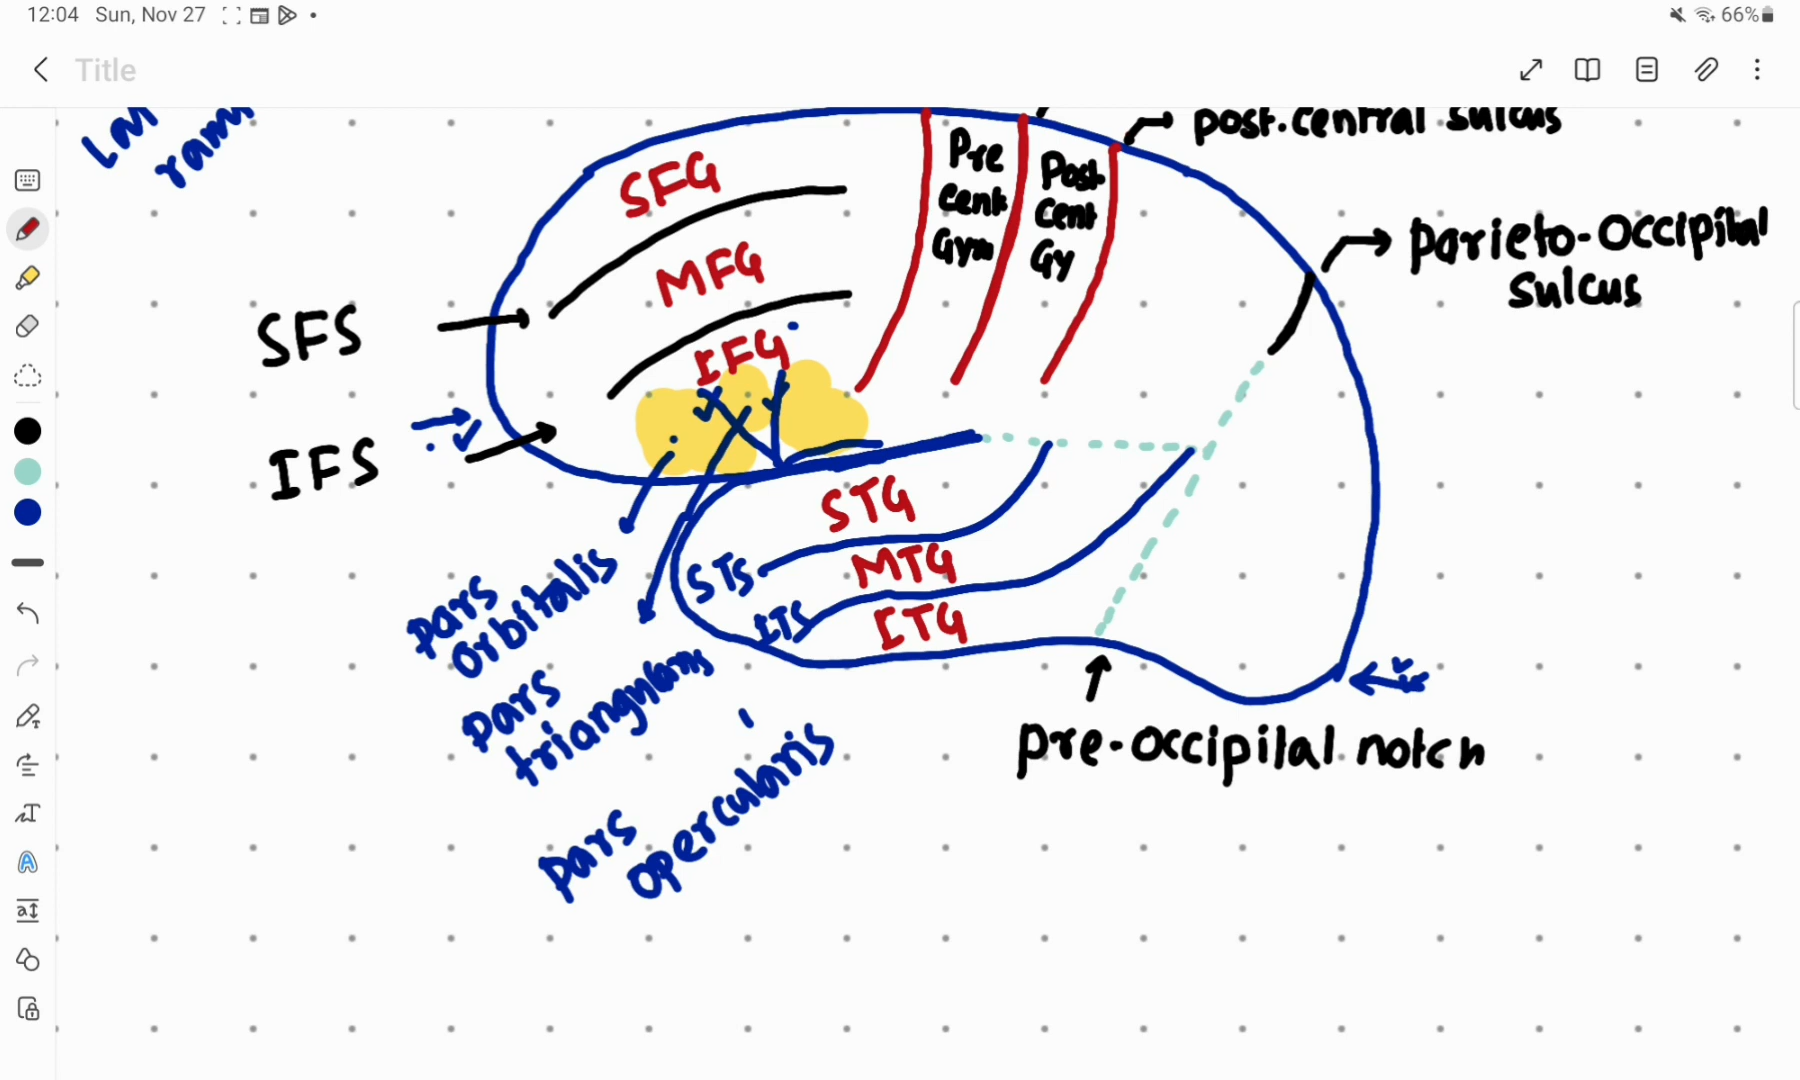 12:04 Sun, Nov 27
66%
Title
post.central sulcus
SFG
Pre
Cent
Gym
Post
Cent
Gy
parieto-occipital
sulcus
MFG
SFS
IFG
IFS
STG
STS
MTG
ITS
ITG
pars
orbitalis
pars
triangularis
pars
opercularis
pre-occipital notch